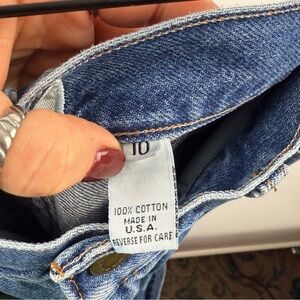 10
100% COTTON
MADE IN
U.S.A.
REVERSE FOR CARE